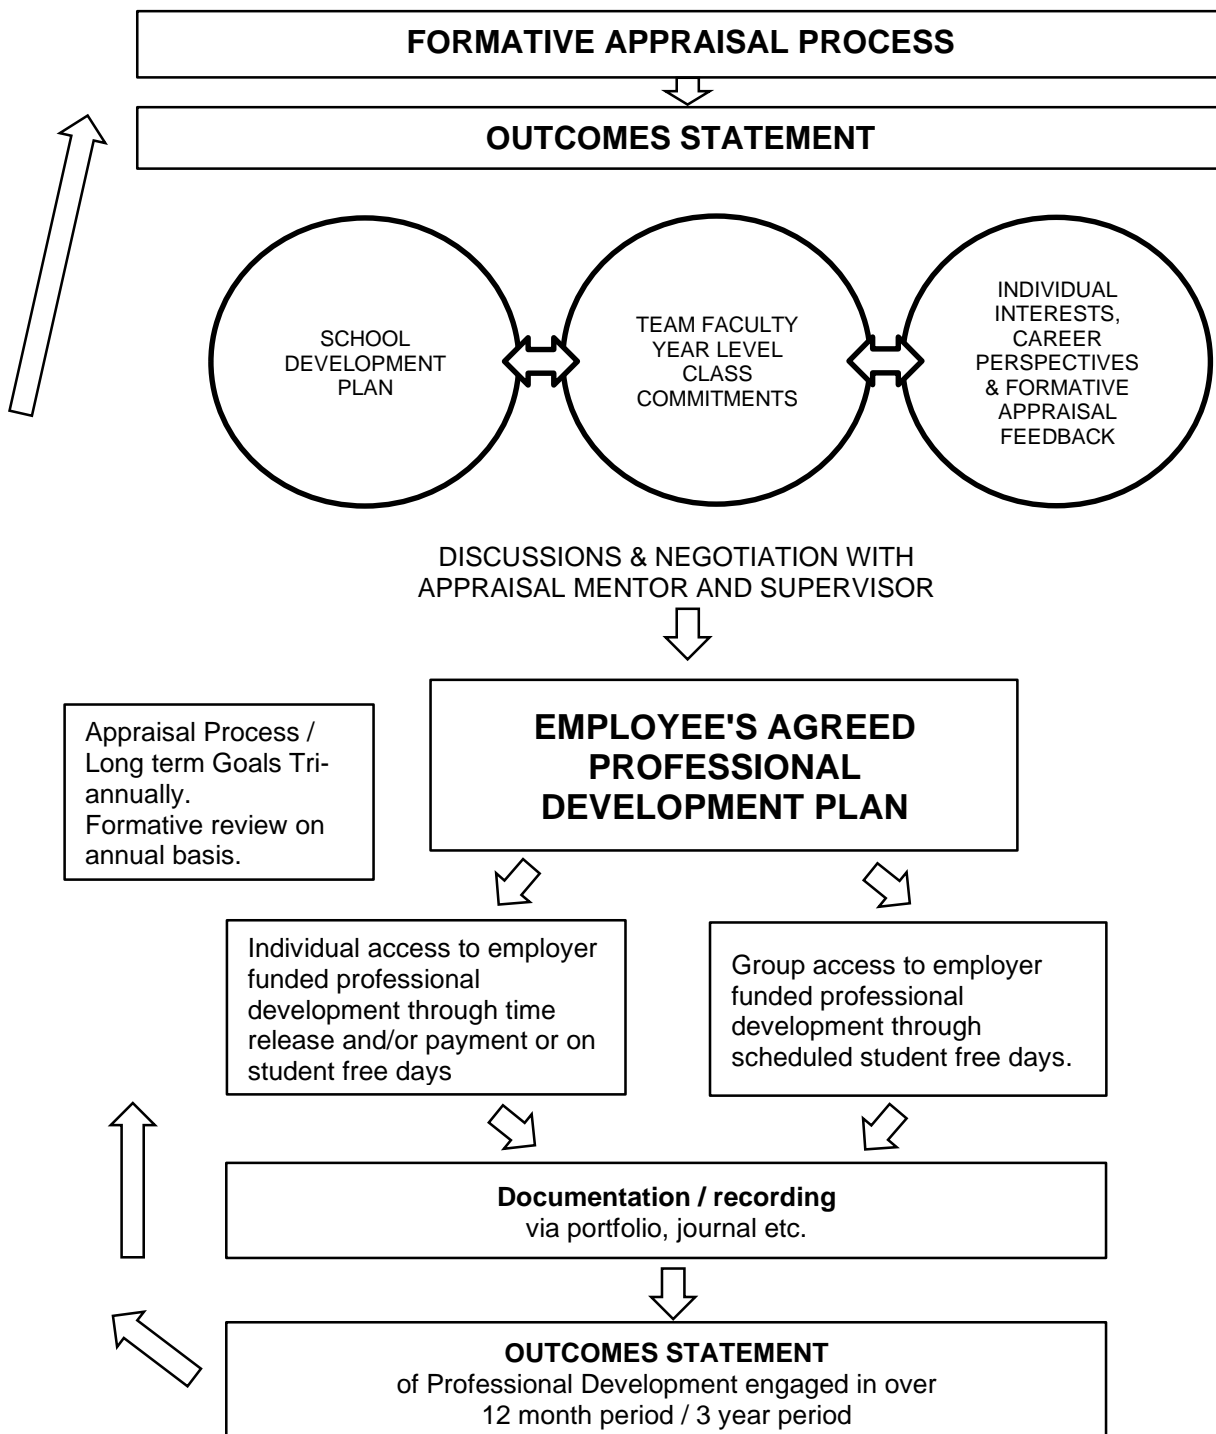 FORMATIVE APPRAISAL PROCESS
OUTCOMES STATEMENT
SCHOOL
DEVELOPMENT
PLAN
TEAM FACULTY
YEAR LEVEL
CLASS
COMMITMENTS
INDIVIDUAL
INTERESTS,
CAREER
PERSPECTIVES
& FORMATIVE
APPRAISAL
FEEDBACK
DISCUSSIONS & NEGOTIATION WITH
APPRAISAL MENTOR AND SUPERVISOR
Appraisal Process /
Long term Goals Tri-
annually.
Formative review on
annual basis.
EMPLOYEE'S AGREED
PROFESSIONAL
DEVELOPMENT PLAN
Individual access to employer
funded professional
development through time
release and/or payment or on
student free days
Group access to employer
funded professional
development through
scheduled student free days.
Documentation / recording
via portfolio, journal etc.
OUTCOMES STATEMENT
of Professional Development engaged in over
12 month period / 3 year period